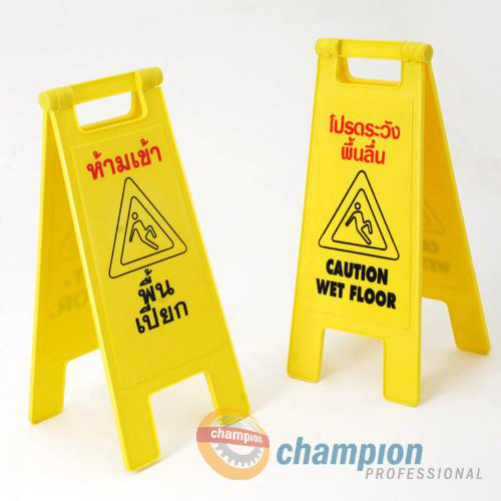 ห้ามเข้า
พื้น
เปียก
โปรดระวัง
พื้นลื่น
CAUTION
WET FLOOR
champion
champion
PROFESSIONAL